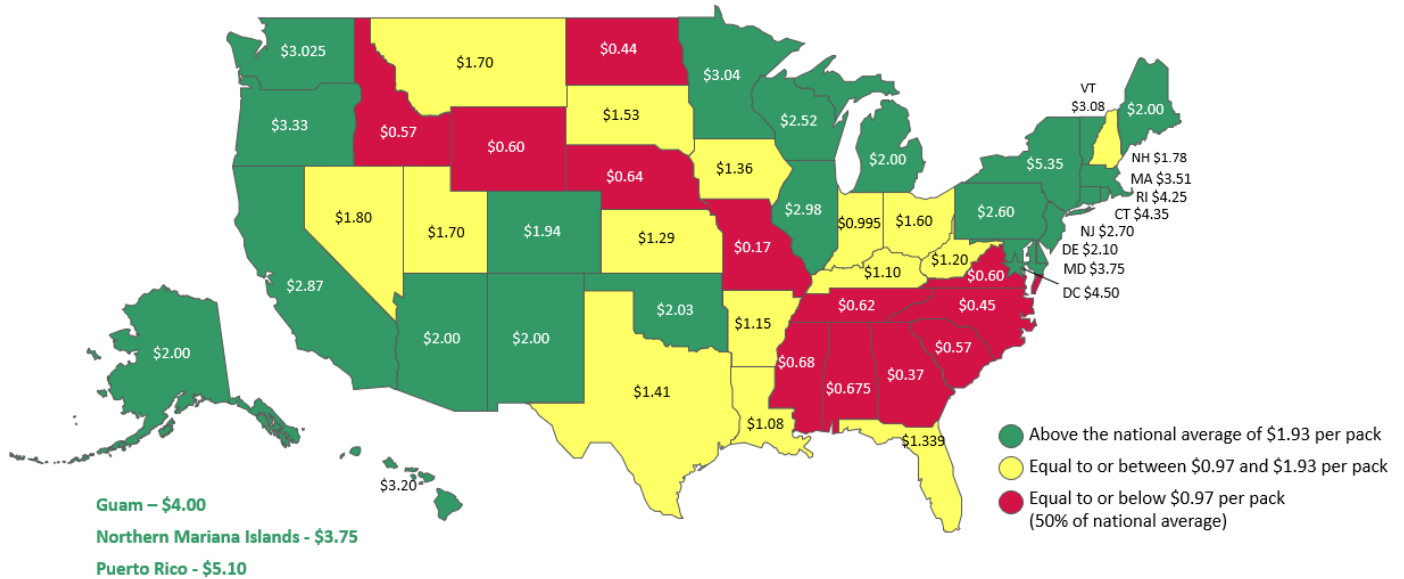 $3.025
$1.70
$0.44
$3.04
VT
$3.08
$2.00
$3.33
$0.57
$1.53
$2.52
$0.60
$2.00
$5.35
NH $1.78
MA $3.51
RI $4.25
CT $4.35
NJ $2.70
DE $2.10
MD $3.75
DC $4.50
$0.64
$1.36
$1.80
$1.70
$1.94
$1.29
$2.98
$0.995
$1.60
$2.60
$0.17
$1.10
$1.20
$0.60
$2.87
$2.00
$2.00
$2.03
$1.15
$0.62
$0.45
$0.57
$2.00
$1.41
$0.68
$0.675
$0.37
$1.08
$1.339
$3.20
Above the national average of $1.93 per pack
Equal to or between $0.97 and $1.93 per pack
Equal to or below $0.97 per pack
(50% of national average)
Guam – $4.00
Northern Mariana Islands - $3.75
Puerto Rico - $5.10